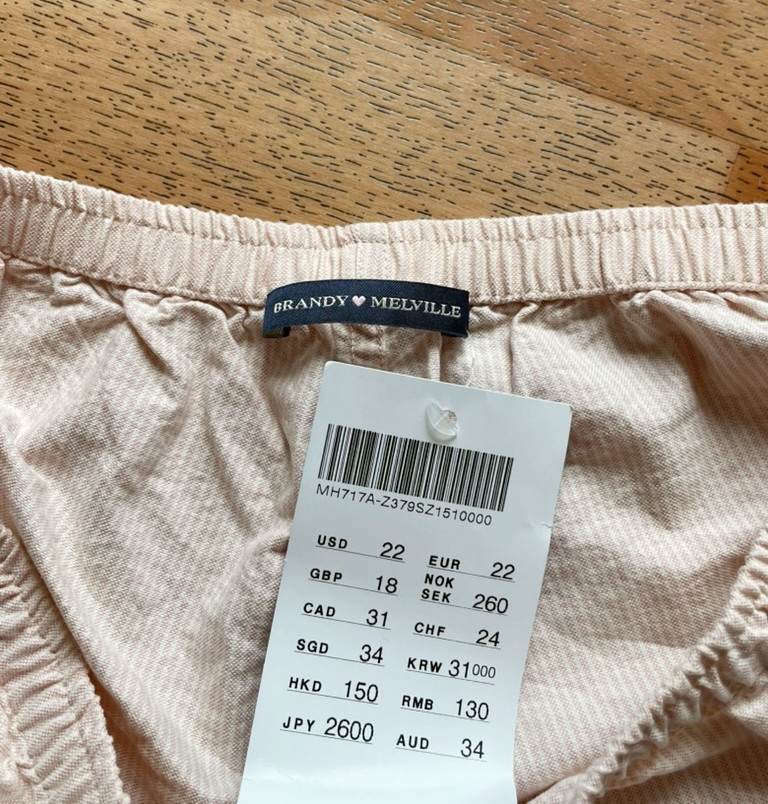 BRANDY ♥ MELVILLE
MH717A-Z379SZ1510000
USD 22
GBP 18
CAD 31
SGD 34
HKD 150
JPY 2600
EUR 22
NOK
SEK 260
CHF 24
KRW 31000
RMB 130
AUD 34